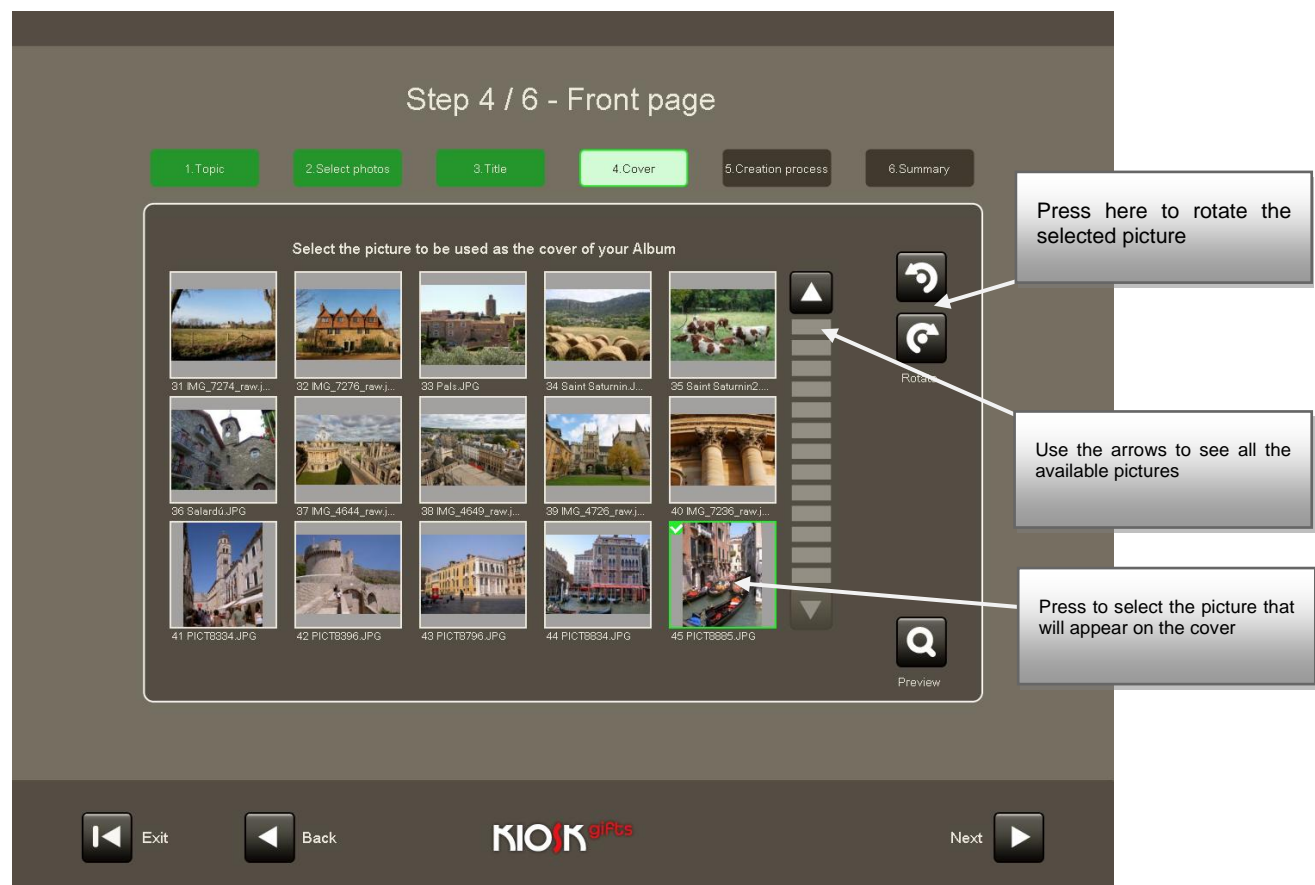 Step 4 / 6 - Front page
1.Topic
2.Select photos
3.Title
4.Cover
5.Creation process
6.Summary
Press here to rotate the
selected picture
Select the picture to be used as the cover of your Album
31 IMG_7274_raw.j...
32 IMG_7276_raw.j...
33 Pals.JPG
34 Saint Saturnin.J...
35 Saint Saturnin2....
Rotate
Use the arrows to see all the
available pictures
36 Salardú.JPG
37 IMG_4644_raw.j...
38 IMG_4649_raw.j...
39 IMG_4726_raw.j...
40 IMG_7236_raw.j...
Press to select the picture that
will appear on the cover
41 PICT8334.JPG
42 PICT8396.JPG
43 PICT8796.JPG
44 PICT8834.JPG
45 PICT8885.JPG
Preview
Exit
Back
KIOSK gifts
Next